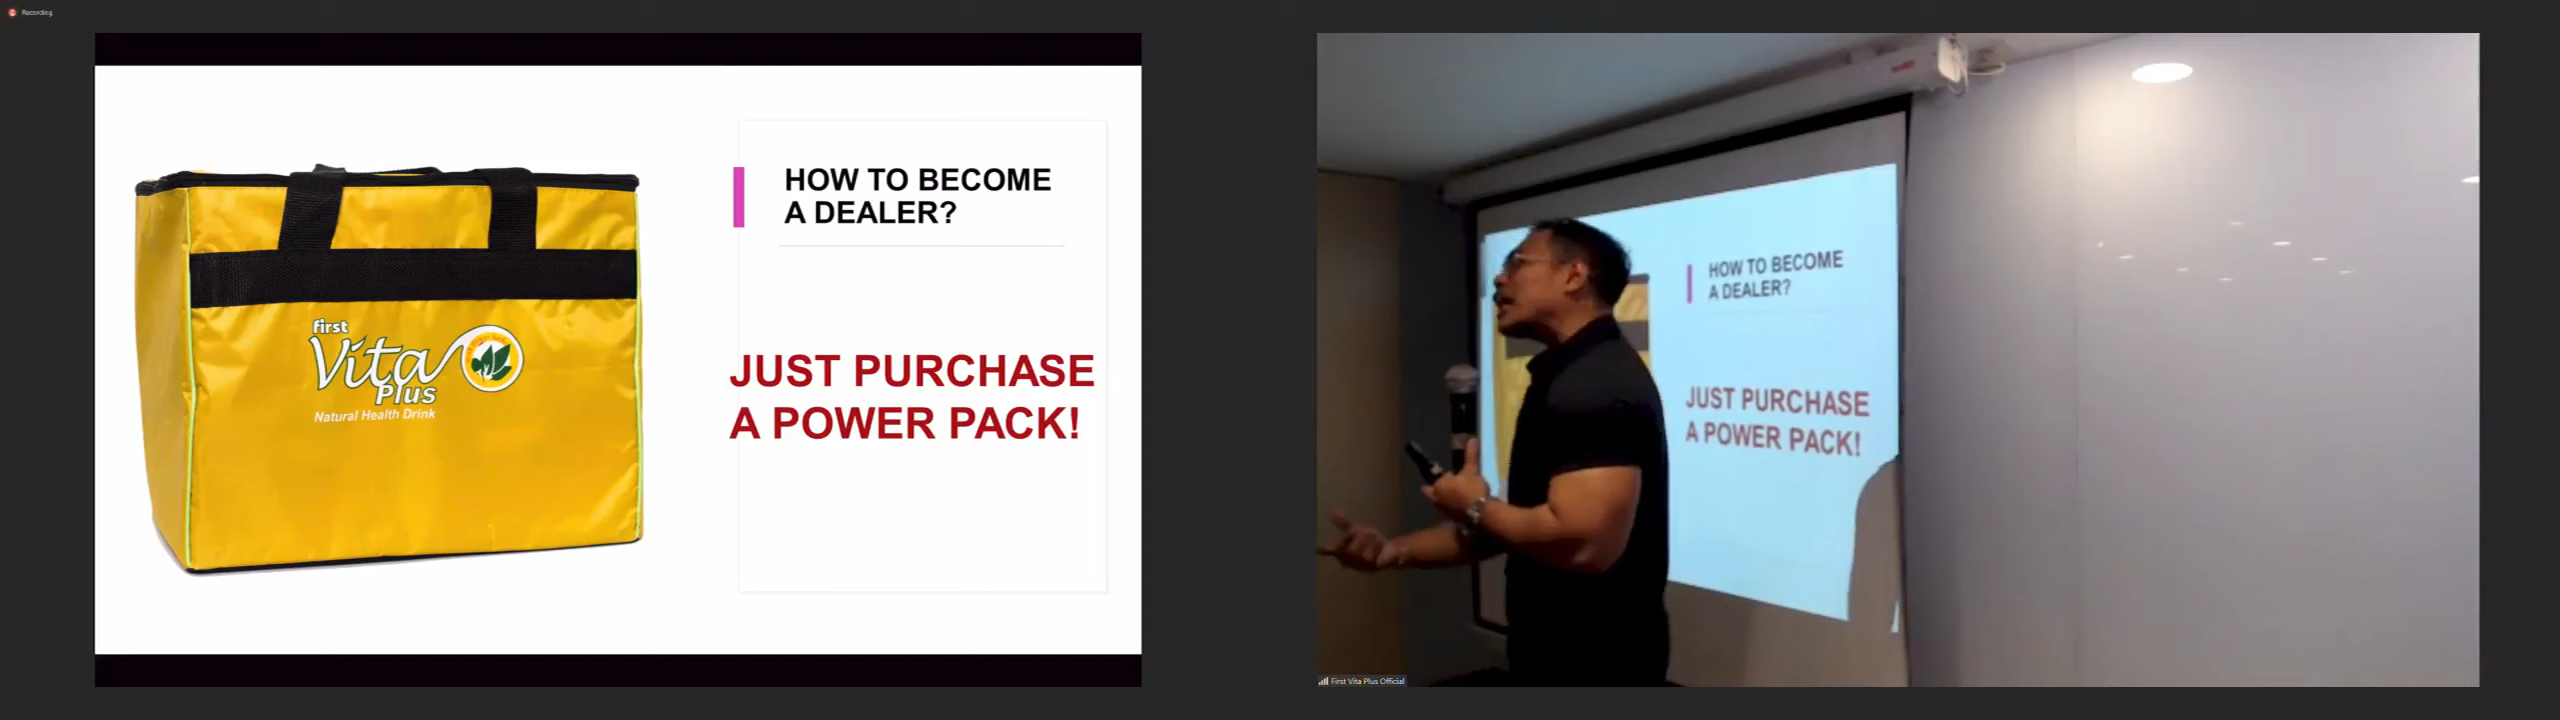 Recording
first
Vita
Plus
Natural Health Drink
HOW TO BECOME
A DEALER?
JUST PURCHASE
A POWER PACK!
HOW TO BECOME
A DEALER?
JUST PURCHASE
A POWER PACK!
First Vita Plus Official